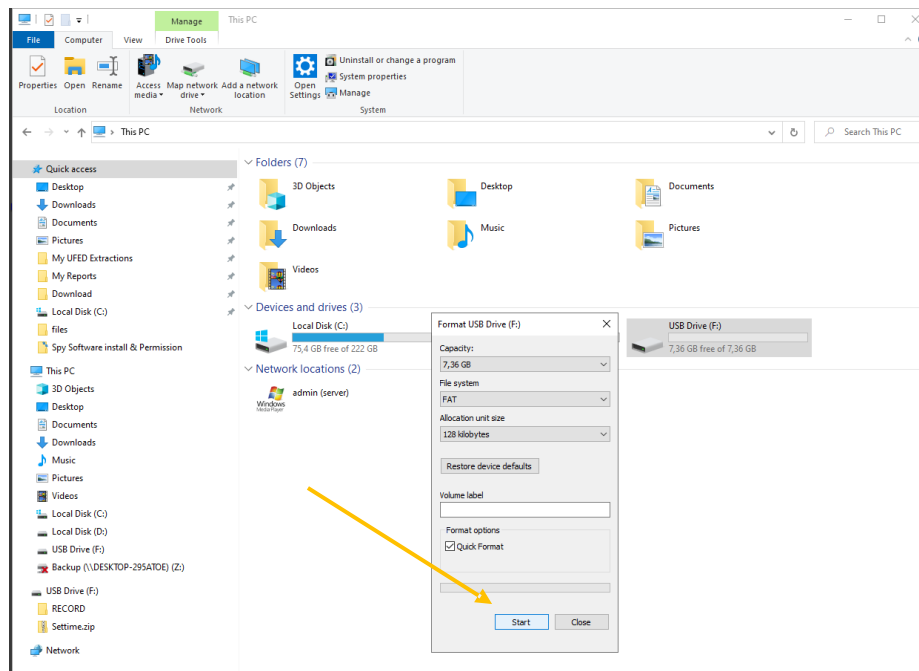 Manage
This PC
File
Computer
View
Drive Tools
Properties
Open
Rename
Access media
Map network drive
Add a network location
Open Settings
Uninstall or change a program
System properties
Manage
Location
Network
System
This PC
Search This PC
Quick access
Desktop
Downloads
Documents
Pictures
My UFED Extractions
My Reports
Download
Local Disk (C:)
files
Spy Software install & Permission
This PC
3D Objects
Desktop
Documents
Downloads
Music
Pictures
Videos
Local Disk (C:)
Local Disk (D:)
USB Drive (F:)
Backup (\\DESKTOP-295ATOE) (Z:)
USB Drive (F:)
RECORD
Settime.zip
Network
Folders (7)
3D Objects
Desktop
Documents
Downloads
Music
Pictures
Videos
Devices and drives (3)
Local Disk (C:)
75,4 GB free of 222 GB
USB Drive (F:)
7,36 GB free of 7,36 GB
Network locations (2)
admin (server)
Windows
Media Player
Format USB Drive (F:)
Capacity:
7,36 GB
File system
FAT
Allocation unit size
128 kilobytes
Restore device defaults
Volume label
Format options
Quick Format
Start
Close